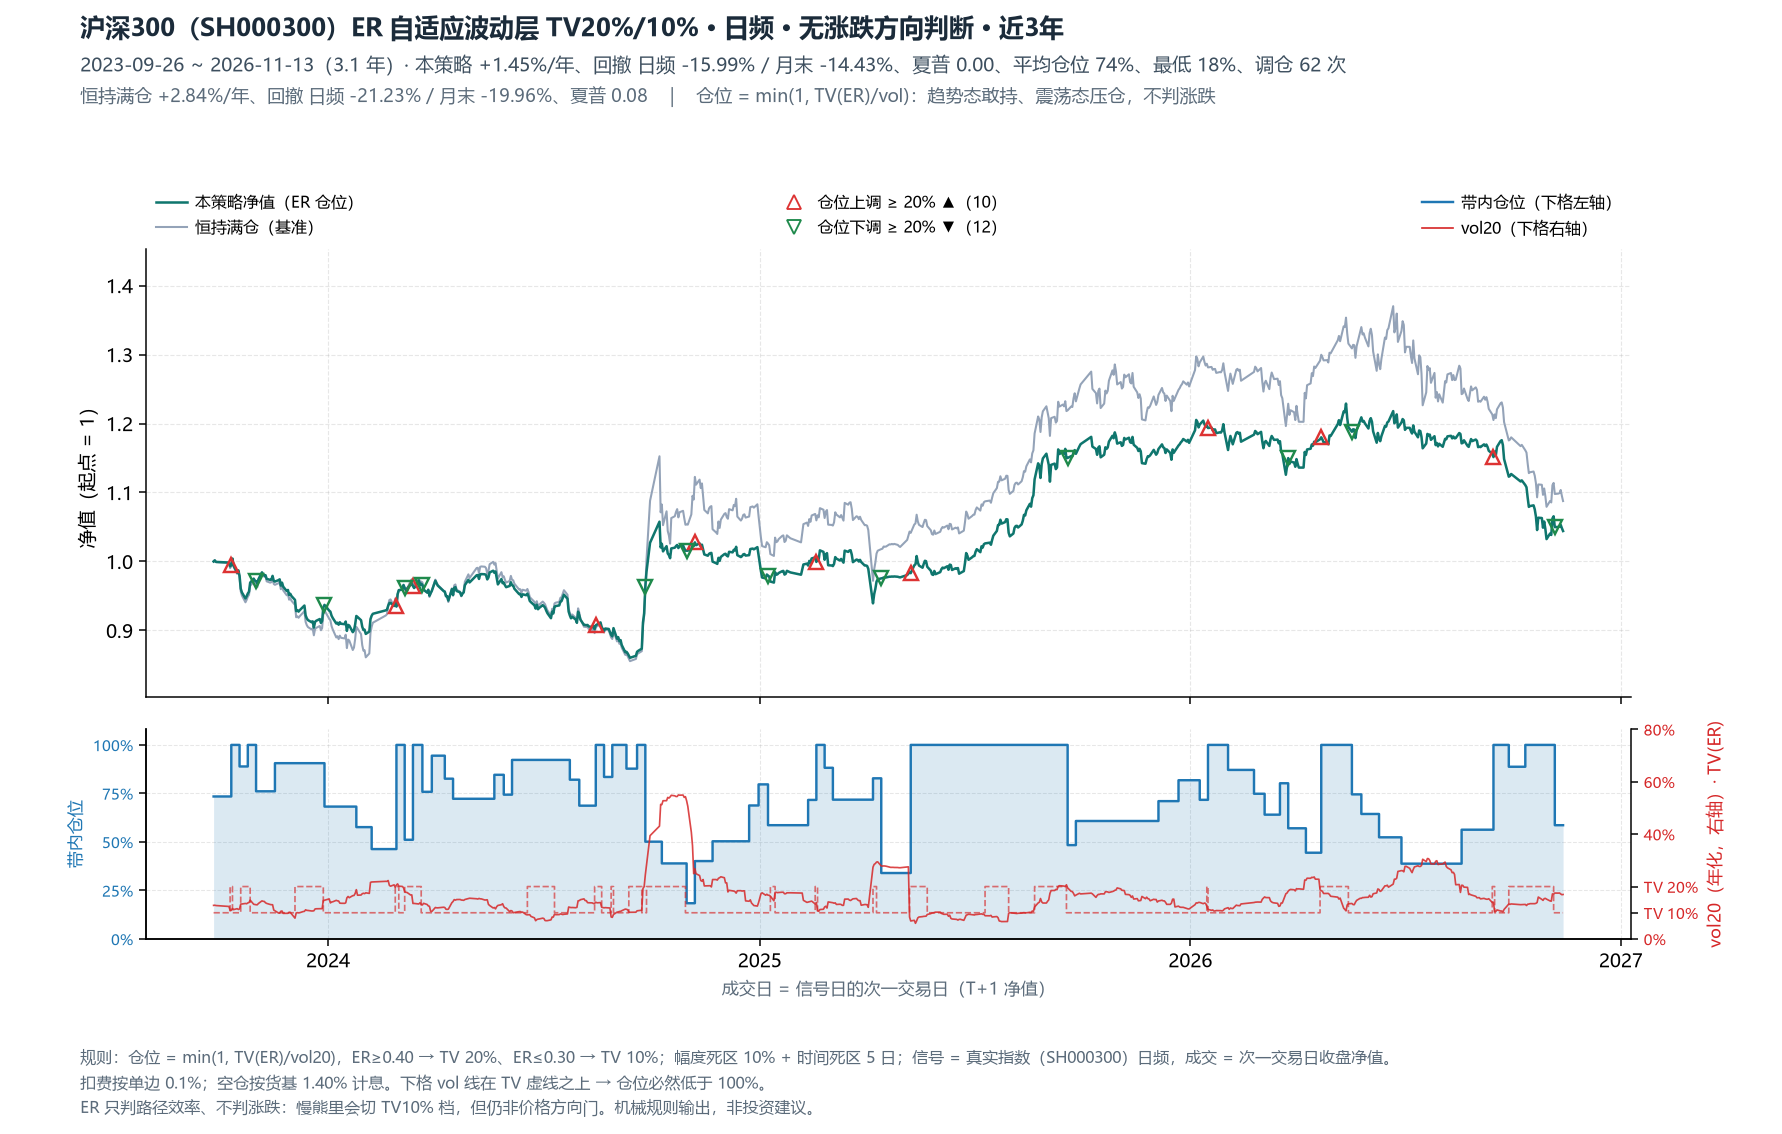 沪深300（SH000300）ER 自适应波动层 TV20%/10% • 日频 • 无涨跌方向判断 • 近3年
2023-09-26 ~ 2026-11-13（3.1 年）· 本策略 +1.45%/年、回撤 日频 -15.99% / 月末 -14.43%、夏普 0.00、平均仓位 74%、最低 18%、调仓 62 次
恒持满仓 +2.84%/年、回撤 日频 -21.23% / 月末 -19.96%、夏普 0.08 | 仓位 = min(1, TV(ER)/vol)：趋势态敢持、震荡态压仓，不判涨跌
本策略净值（ER 仓位）
恒持满仓（基准）
仓位上调 ≥ 20% ▲（10）
仓位下调 ≥ 20% ▼（12）
带内仓位（下格左轴）
vol20（下格右轴）
净值（起点 = 1）
1.4
1.3
1.2
1.1
1.0
0.9
带内仓位
100%
75%
50%
25%
0%
80%
60%
40%
TV 20%
TV 10%
0%
vol20（年化，右轴）· TV(ER)
2024
2025
2026
2027
成交日 = 信号日的次一交易日（T+1 净值）
规则：仓位 = min(1, TV(ER)/vol20)，ER≥0.40 → TV 20%、ER≤0.30 → TV 10%；幅度死区 10% + 时间死区 5 日；信号 = 真实指数（SH000300）日频，成交 = 次一交易日收盘净值。
扣费按单边 0.1%；空仓按货基 1.40% 计息。下格 vol 线在 TV 虚线之上 → 仓位必然低于 100%。
ER 只判路径效率、不判涨跌：慢熊里会切 TV10% 档，但仍非价格方向门。机械规则输出，非投资建议。